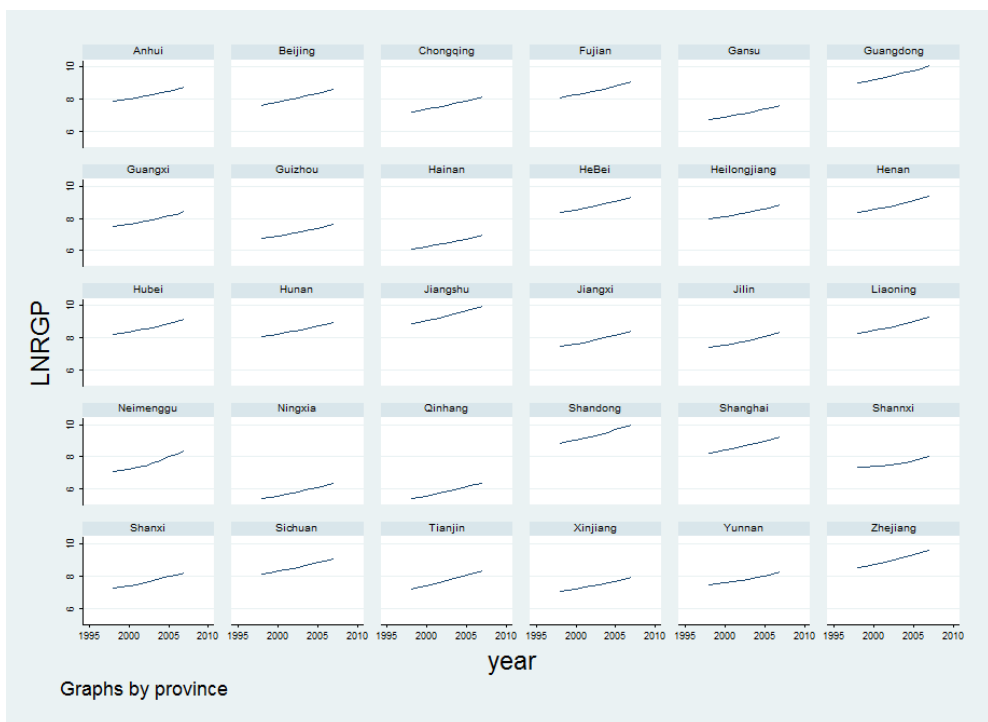 Anhui Beijing Chongqing Fujian Gansu Guangdong
10
8
6
Guangxi Guizhou Hainan HeBei Heilongjiang Henan
10
8
6
Hubei Hunan Jiangshu Jiangxi Jilin Liaoning
10
8
6
LNRGP
Neimenggu Ningxia Qinhang Shandong Shanghai Shannxi
10
8
6
Shanxi Sichuan Tianjin Xinjiang Yunnan Zhejiang
10
8
6
1995 2000 2005 2010 1995 2000 2005 2010 1995 2000 2005 2010 1995 2000 2005 2010 1995 2000 2005 2010 1995 2000 2005 2010
year
Graphs by province